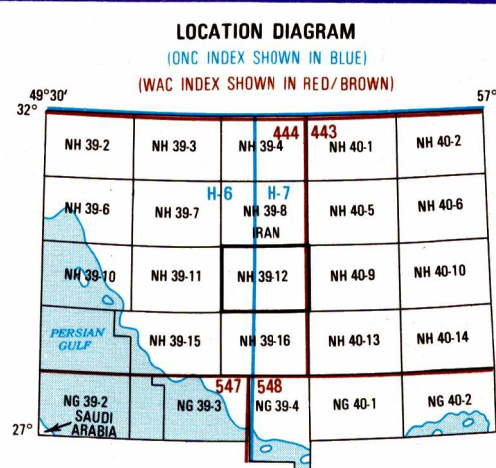 LOCATION DIAGRAM
(ONC INDEX SHOWN IN BLUE)
(WAC INDEX SHOWN IN RED/BROWN)
49°30' 57°
32°
444 443
NH 39-2 NH 39-3 NH 39-4 NH 40-1 NH 40-2
H-6 H-7
NH 39-6 NH 39-7 NH 39-8 NH 40-5 NH 40-6
IRAN
NH 39-10 NH 39-11 NH 39-12 NH 40-9 NH 40-10
PERSIAN
GULF
NH 39-15 NH 39-16 NH 40-13 NH 40-14
547 548
NG 39-2 NG 39-3 NG 39-4 NG 40-1 NG 40-2
SAUDI
ARABIA
27°